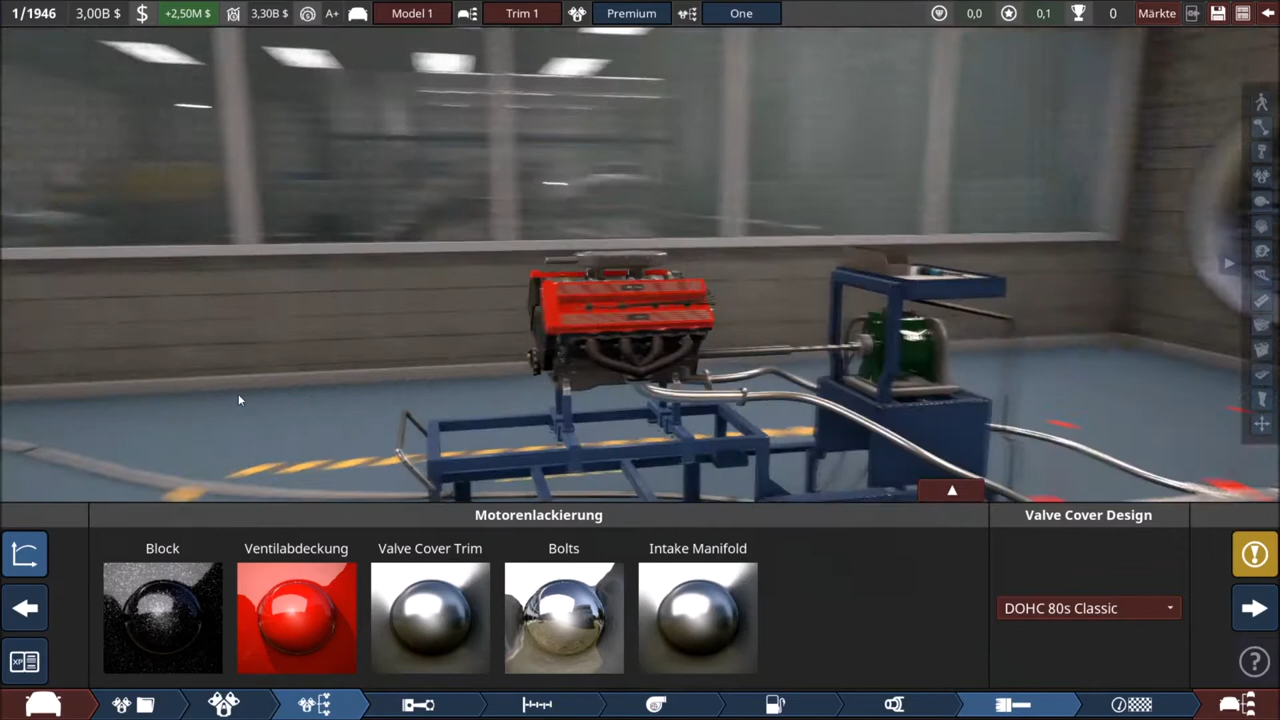 1/1946 3,00B $ $ +2,50M $ 3,30B $ A+ Model 1 Trim 1 Premium One 0,0 0,1 0 Märkte
Motorenlackierung
Valve Cover Design
Block
Ventilabdeckung
Valve Cover Trim
Bolts
Intake Manifold
DOHC 80s Classic
XP